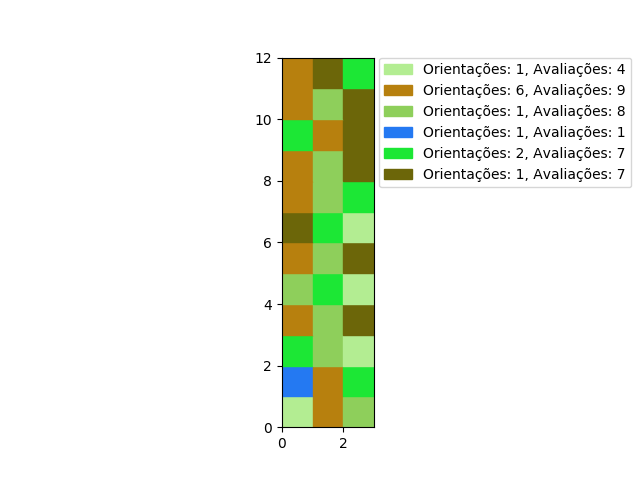 12
10
8
6
4
2
0
0 2
Orientações: 1, Avaliações: 4
Orientações: 6, Avaliações: 9
Orientações: 1, Avaliações: 8
Orientações: 1, Avaliações: 1
Orientações: 2, Avaliações: 7
Orientações: 1, Avaliações: 7